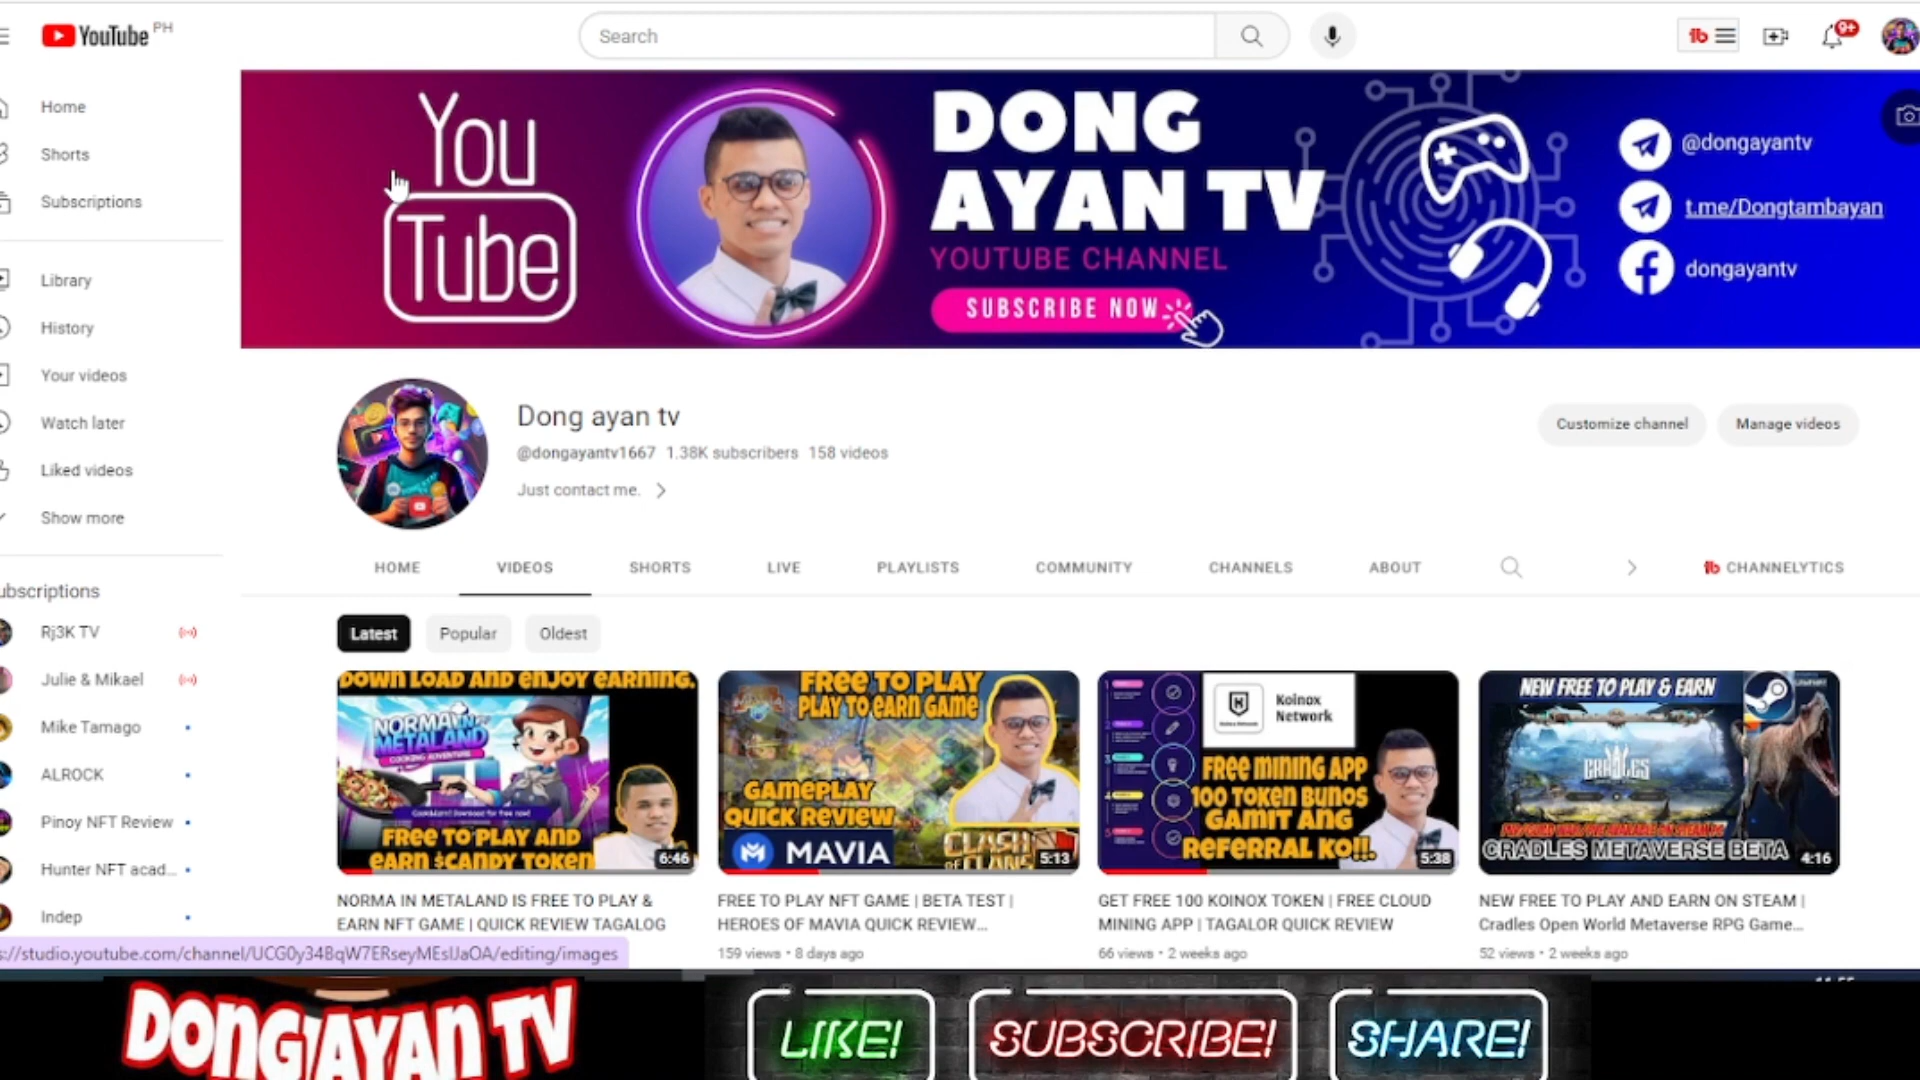 YouTube PH
Search
9+
Home
Shorts
Subscriptions
Library
History
Your videos
Watch later
Liked videos
Show more
ubscriptions
Rj3K TV
Julie & Mikael
Mike Tamago
ALROCK
Pinoy NFT Review
Hunter NFT acad...
Indep
You
Tube
DONG
AYAN TV
YOUTUBE CHANNEL
SUBSCRIBE NOW
@dongayantv
t.me/Dongtambayan
dongayantv
Dong ayan tv
@dongayantv1667 1.38K subscribers 158 videos
Just contact me.
Customize channel
Manage videos
HOME
VIDEOS
SHORTS
LIVE
PLAYLISTS
COMMUNITY
CHANNELS
ABOUT
CHANNELYTICS
Latest
Popular
Oldest
DOWN LOAD AND ENJOY EARNING.
NORMA IN
METALAND
COOKING ADVENTURE
FREE TO PLAY AND
EARN $CANDY TOKEN
6:46
NORMA IN METALAND IS FREE TO PLAY &
EARN NFT GAME | QUICK REVIEW TAGALOG
FREE TO PLAY
PLAY TO EARN GAME
GAMEPLAY
QUICK REVIEW
MAVIA
CLASH
OF CLANS
5:13
FREE TO PLAY NFT GAME | BETA TEST |
HEROES OF MAVIA QUICK REVIEW...
159 views • 8 days ago
Koinox
Network
FREE MINING APP
100 TOKEN BUNOS
GAMIT ANG
REFERRAL KO!!.
5:38
GET FREE 100 KOINOX TOKEN | FREE CLOUD
MINING APP | TAGALOR QUICK REVIEW
66 views • 2 weeks ago
NEW FREE TO PLAY & EARN
CRADLES
CRADLES METAVERSE BETA
4:16
NEW FREE TO PLAY AND EARN ON STEAM |
Cradles Open World Metaverse RPG Game...
52 views • 2 weeks ago
s://studio.youtube.com/channel/UCG0y34BqW7ERseyMEslJaOA/editing/images
DONG AYAN TV
LIKE!
SUBSCRIBE!
SHARE!